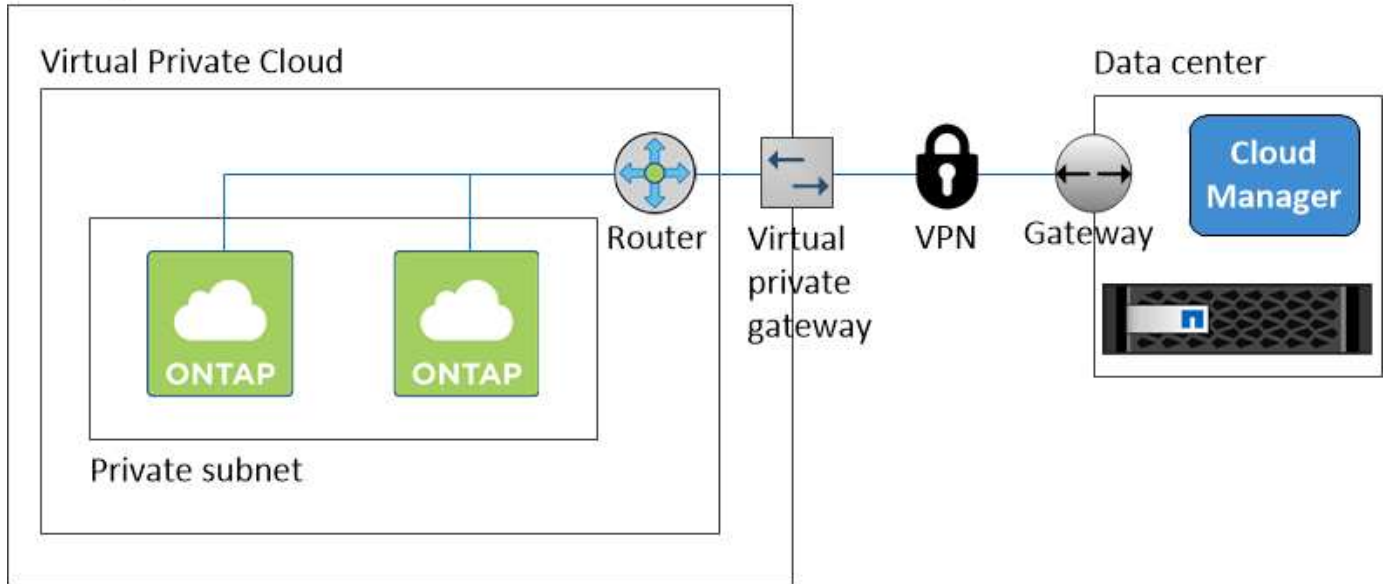 Virtual Private Cloud
Data center
Cloud
Manager
Router
Virtual
private
gateway
VPN
Gateway
ONTAP
ONTAP
Private subnet